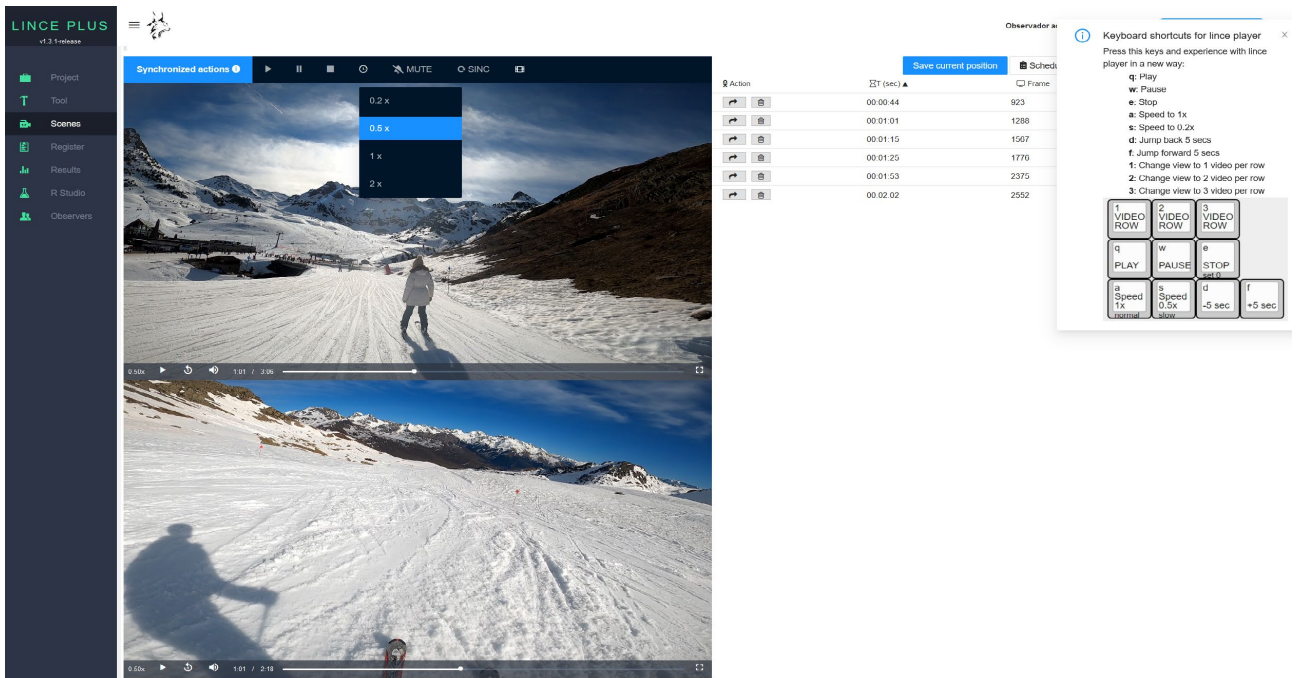 LINCE PLUS
v1.3.1-release
Project
Tool
Scenes
Register
Results
R Studio
Observers
Observador a
Synchronized actions
MUTE
SINC
0.2 x
0.5 x
1 x
2 x
0.50x 1:01 / 3:06
0.50x 1:01 / 2:18
Save current position
Schedu
Action T (sec) ▲ Frame
00:00:44 923
00:01:01 1288
00:01:15 1567
00:01:25 1776
00:01:53 2375
00:02:02 2552
Keyboard shortcuts for lince player X
Press this keys and experience with lince
player in a new way:
q: Play
w: Pause
e: Stop
a: Speed to 1x
s: Speed to 0.2x
d: Jump back 5 secs
f: Jump forward 5 secs
1: Change view to 1 video per row
2: Change view to 2 video per row
3: Change view to 3 video per row
1 VIDEO ROW
2 VIDEO ROW
3 VIDEO ROW
q PLAY
w PAUSE
e STOP set 0
a Speed 1x normal
s Speed 0.5x slow
d -5 sec
f +5 sec